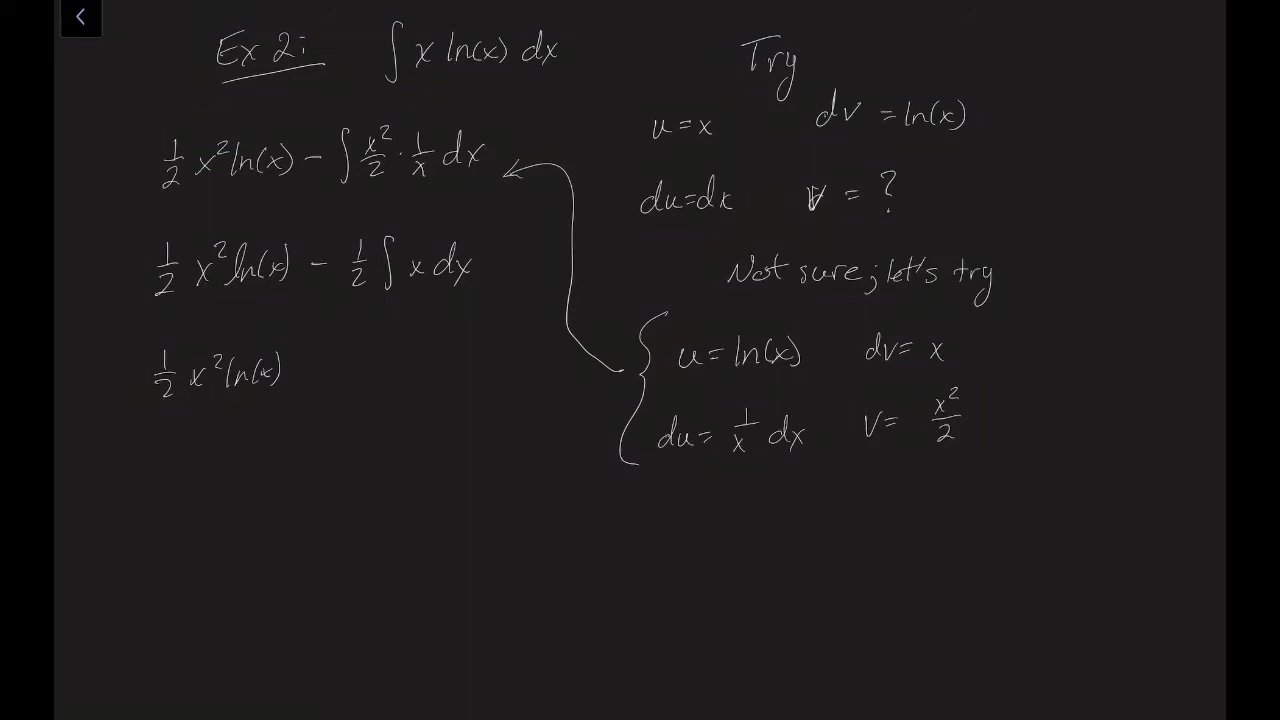 Ex 2: ∫ x ln(x) dx
1/2 x² ln(x) - ∫ x²/2 · 1/x dx
1/2 x² ln(x) - 1/2 ∫ x dx
1/2 x² ln(x)
Try
u = x dv = ln(x)
du = dx v = ?
Not sure; let's try
u = ln(x) dv = x
du = 1/x dx v = x²/2